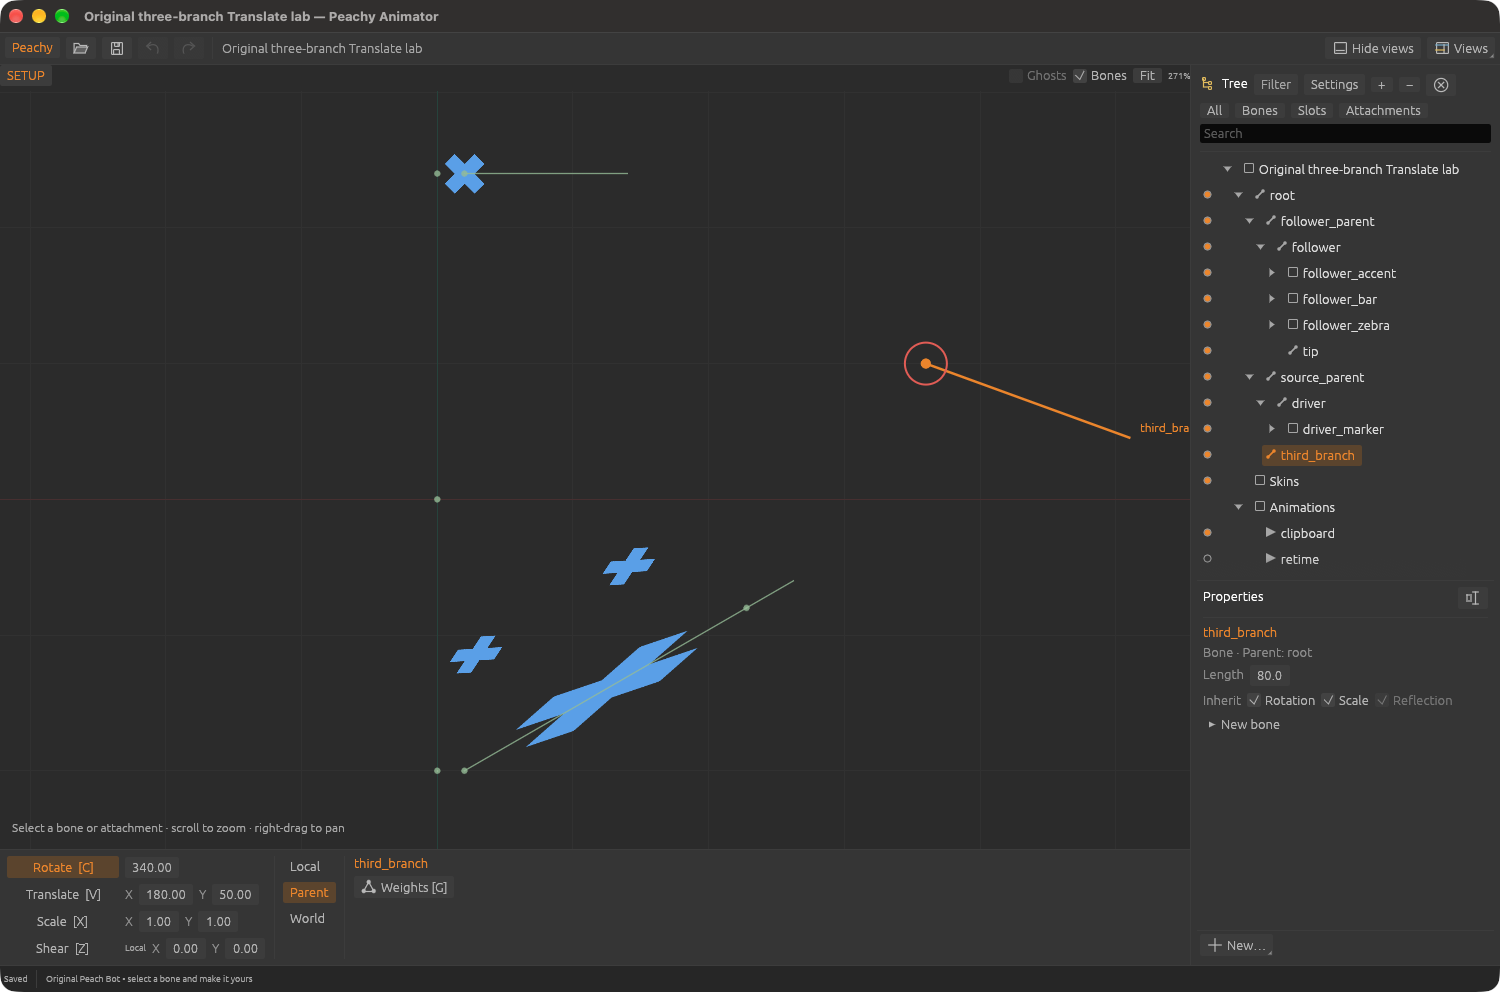 Original three-branch Translate lab — Peachy Animator
Peachy
Original three-branch Translate lab
Hide views
Views
SETUP
Ghosts
Bones
Fit
271%
third_bra
Select a bone or attachment · scroll to zoom · right-drag to pan
Tree
Filter
Settings
+
−
All
Bones
Slots
Attachments
Search
Original three-branch Translate lab
root
follower_parent
follower
follower_accent
follower_bar
follower_zebra
tip
source_parent
driver
driver_marker
third_branch
Skins
Animations
clipboard
retime
Properties
third_branch
Bone · Parent: root
Length 80.0
Inherit Rotation Scale Reflection
New bone
New...
Rotate [C] 340.00
Translate [V] X 180.00 Y 50.00
Scale [X] X 1.00 Y 1.00
Shear [Z] Local X 0.00 Y 0.00
Local
Parent
World
third_branch
Weights [G]
Saved
Original Peach Bot • select a bone and make it yours